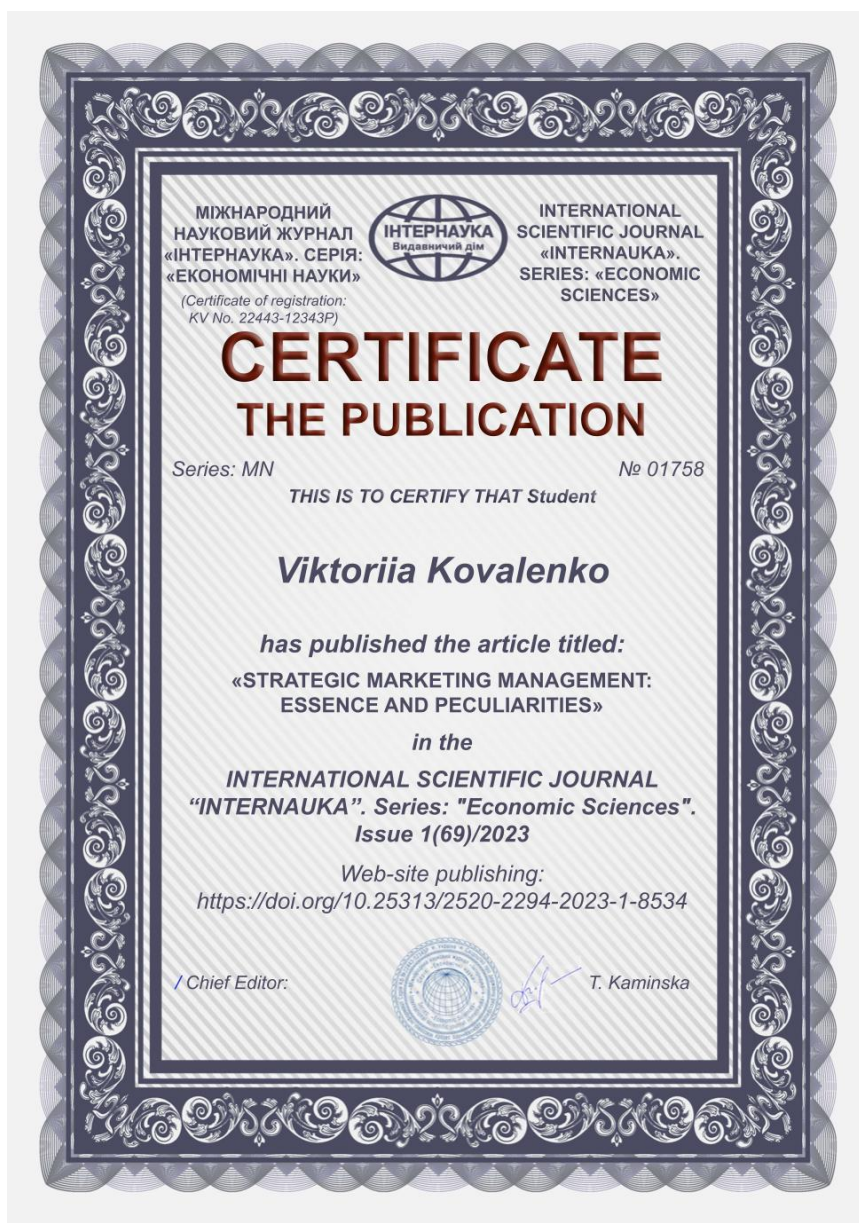 МІЖНАРОДНИЙ
НАУКОВИЙ ЖУРНАЛ
«ІНТЕРНАУКА». СЕРІЯ:
«ЕКОНОМІЧНІ НАУКИ»
(Certificate of registration:
KV No. 22443-12343P)
ІНТЕРНАУКА
Видавничий дім
INTERNATIONAL
SCIENTIFIC JOURNAL
«INTERNAUKA».
SERIES: «ECONOMIC
SCIENCES»
CERTIFICATE
THE PUBLICATION
Series: MN
№ 01758
THIS IS TO CERTIFY THAT Student
Viktoriia Kovalenko
has published the article titled:
«STRATEGIC MARKETING MANAGEMENT:
ESSENCE AND PECULIARITIES»
in the
INTERNATIONAL SCIENTIFIC JOURNAL
“INTERNAUKA”. Series: "Economic Sciences".
Issue 1(69)/2023
Web-site publishing:
https://doi.org/10.25313/2520-2294-2023-1-8534
/ Chief Editor:
T. Kaminska